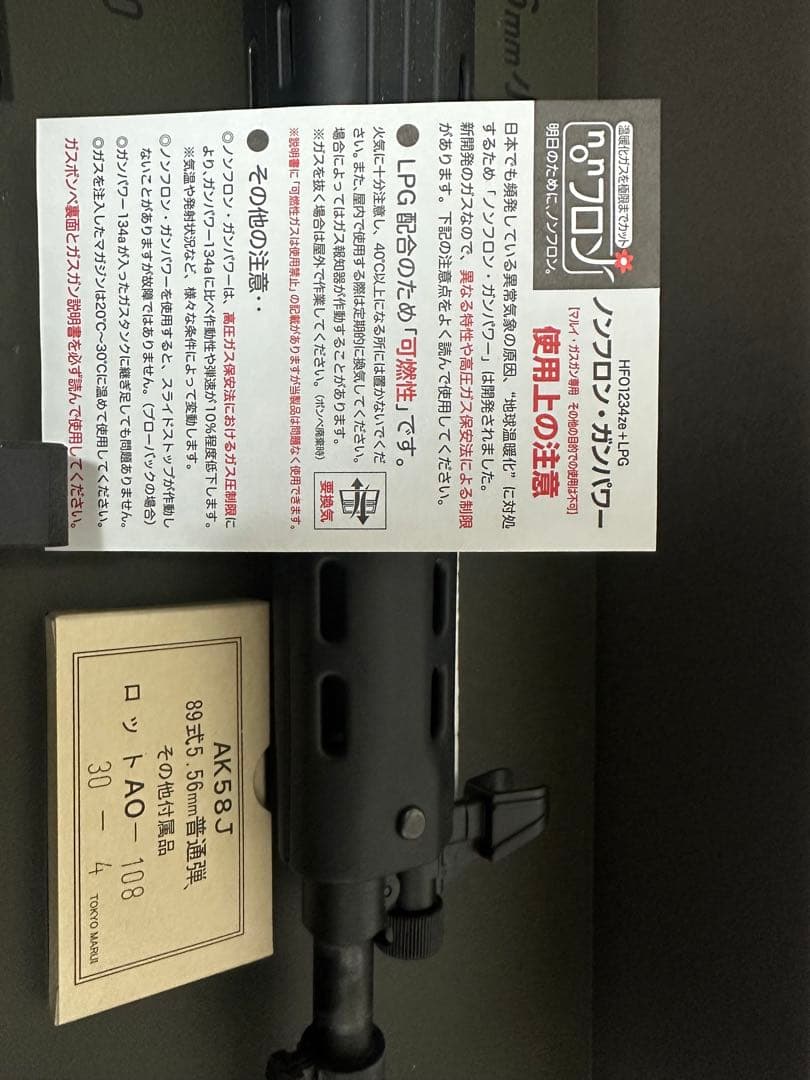 温暖化ガスを極限までカット
n.onフロン
明日のために、ノンフロン。
HFO1234ze+LPG
ノンフロン・ガンパワー
[マルイ・ガスガン専用 その他の目的での使用は不可]
使用上の注意
日本でも頻発している異常気象の原因、“地球温暖化”に対処
するため「ノンフロン・ガンパワー」は開発されました。
新開発のガスなので、異なる特性や高圧ガス保安法による制限
があります。下記の注意点をよく読んで使用してください。
● LPG 配合のため「可燃性」です。
火気に十分注意し、40℃以上になる所には置かないでくだ
さい。また、屋内で使用する際は定期的に換気してください。
場合によってはガス報知器が作動することがあります。
※ガスを抜く場合は屋外で作業してください。(ボンベ廃棄時)
要換気
※説明書に「可燃性ガスは使用禁止」の記載がありますが当製品は問題なく使用できます。
● その他の注意‥
◎ノンフロン・ガンパワーは、高圧ガス保安法におけるガス圧制限に
より、ガンパワー134aに比べ作動性や弾速が10%程度低下します。
※気温や発射状況など、様々な条件によって変動します。
◎ノンフロン・ガンパワーを使用すると、スライドストップが作動し
ないことがありますが故障ではありません。(ブローバックの場合)
◎ガンパワー134aが入ったガスタンクに継ぎ足しても問題ありません。
◎ガスを注入したマガジンは20℃〜30℃に温めて使用してください。
ガスボンベ裏面とガスガン説明書を必ず読んで使用してください。
AK58J
89式5.56mm普通弾、
その他付属品
ロットAO-108
30-4
TOKYO MARUI